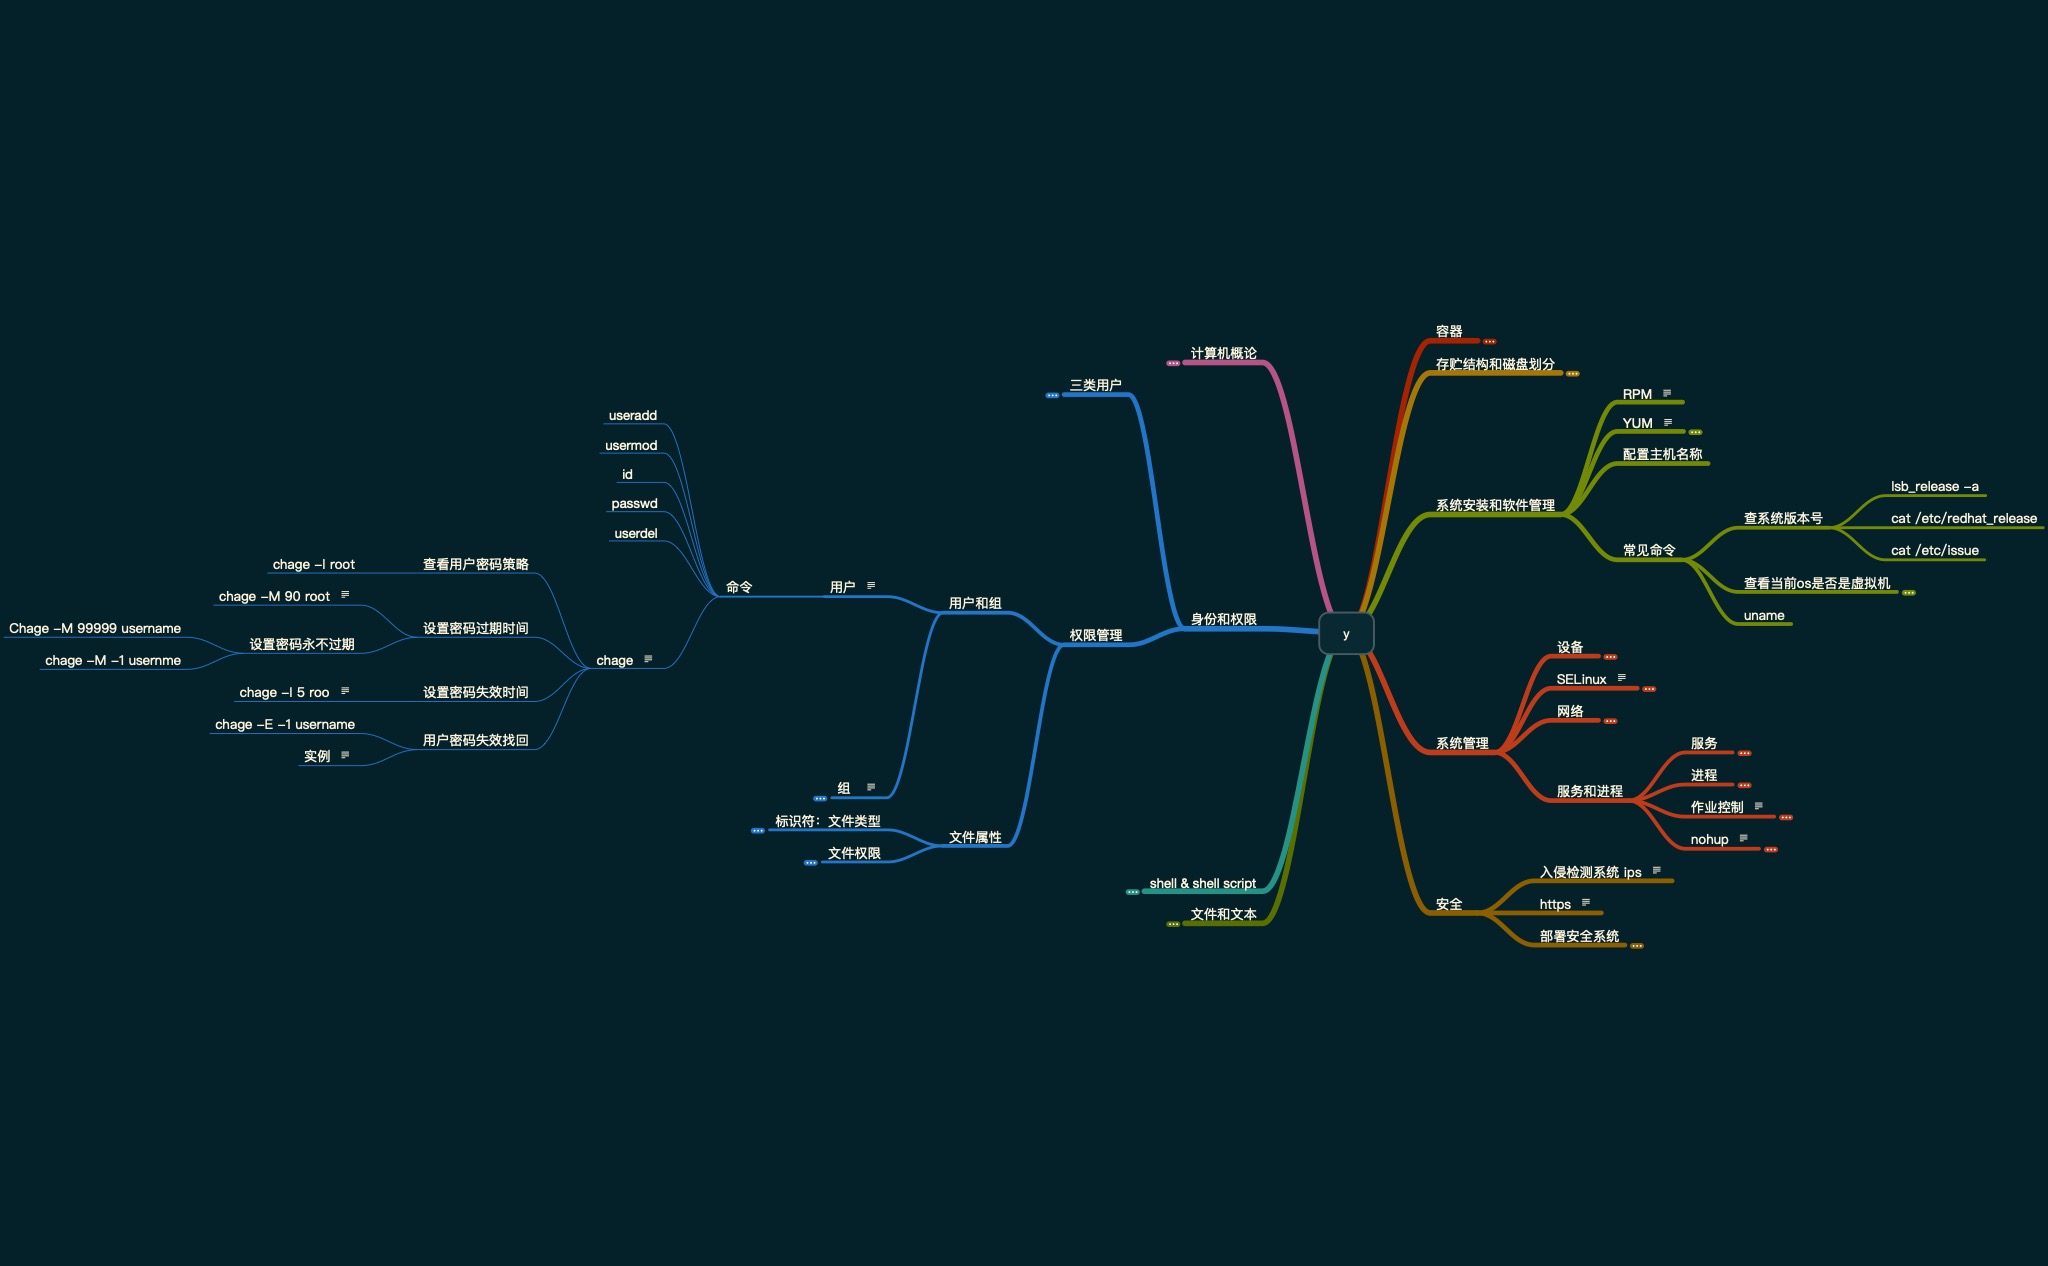 y
计算机概论
身份和权限
三类用户
权限管理
用户和组
用户
命令
useradd
usermod
id
passwd
userdel
chage
查看用户密码策略
chage -l root
设置密码过期时间
chage -M 90 root
设置密码永不过期
Chage -M 99999 username
chage -M -1 usernme
设置密码失效时间
chage -I 5 roo
用户密码失效找回
chage -E -1 username
实例
组
文件属性
标识符：文件类型
文件权限
shell & shell script
文件和文本
容器
存贮结构和磁盘划分
系统安装和软件管理
RPM
YUM
配置主机名称
常见命令
查系统版本号
lsb_release -a
cat /etc/redhat_release
cat /etc/issue
查看当前os是否是虚拟机
uname
系统管理
设备
SELinux
网络
服务和进程
服务
进程
作业控制
nohup
安全
入侵检测系统 ips
https
部署安全系统